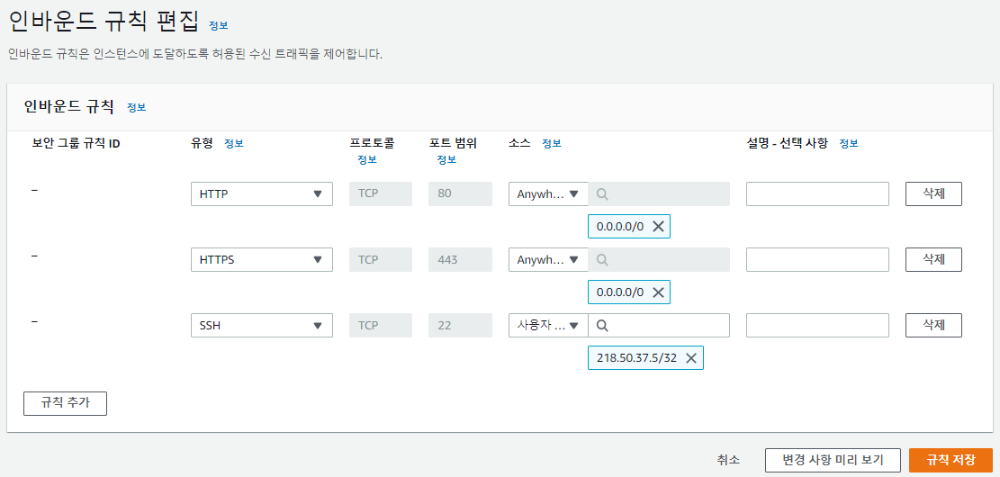 인바운드 규칙 편집 정보
인바운드 규칙은 인스턴스에 도달하도록 허용된 수신 트래픽을 제어합니다.
인바운드 규칙 정보
보안 그룹 규칙 ID 유형 정보 프로토콜 정보 포트 범위 정보 소스 정보 설명 - 선택 사항 정보
– HTTP TCP 80 Anywh... 삭제
0.0.0.0/0
– HTTPS TCP 443 Anywh... 삭제
0.0.0.0/0
– SSH TCP 22 사용자 ... 삭제
218.50.37.5/32
규칙 추가
취소 변경 사항 미리 보기 규칙 저장